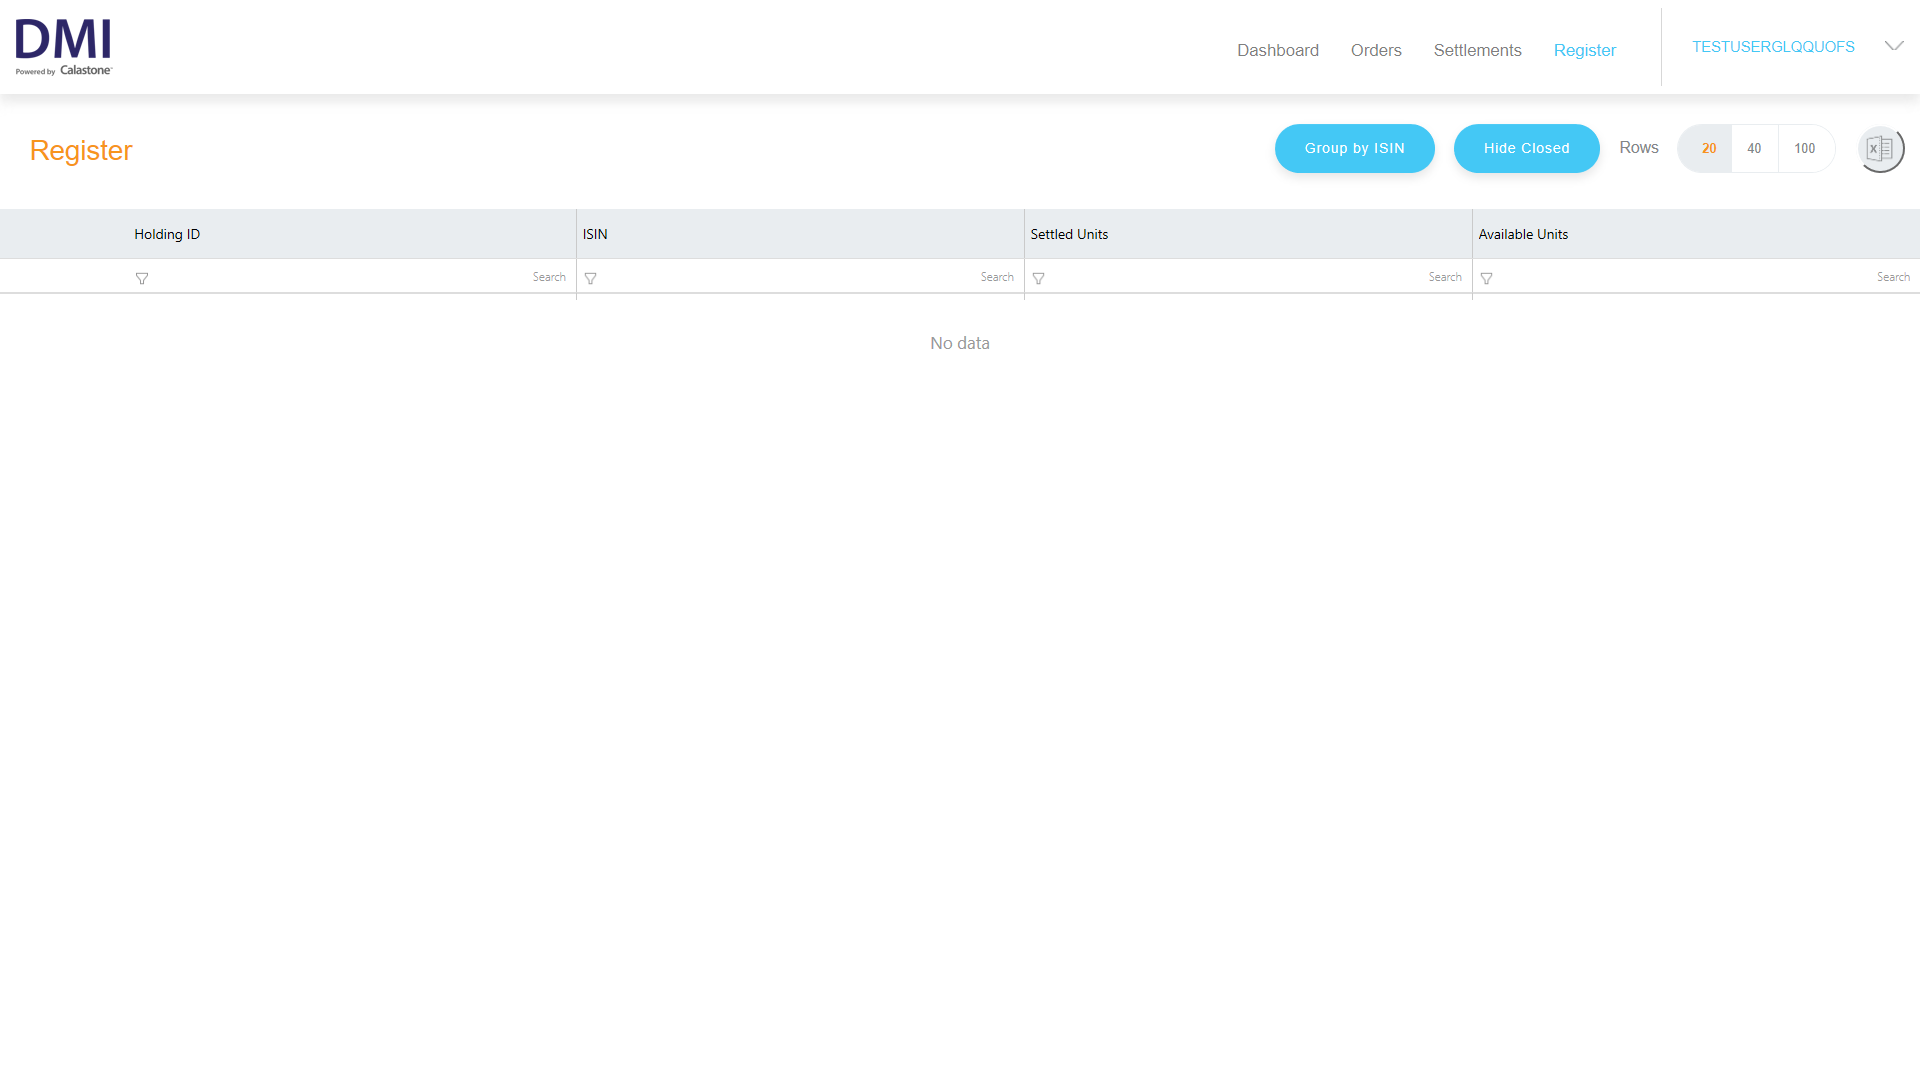 DMI
Powered by Calastone
Dashboard Orders Settlements Register TESTUSERGLQQUOFS
Register
Group by ISIN Hide Closed Rows 20 40 100
Holding ID ISIN Settled Units Available Units
Search Search Search Search
No data